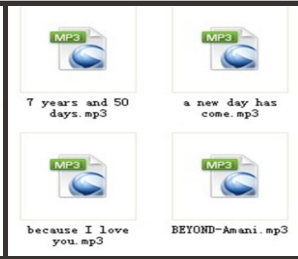 MP3
MP3
7 years and 50
days.mp3
a new day has
come.mp3
MP3
MP3
because I love
you.mp3
BEYOND-Amani.mp3